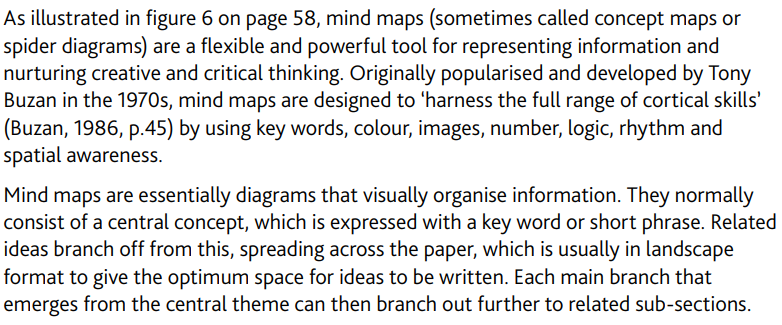 As illustrated in figure 6 on page 58, mind maps (sometimes called concept maps or
spider diagrams) are a flexible and powerful tool for representing information and
nurturing creative and critical thinking. Originally popularised and developed by Tony
Buzan in the 1970s, mind maps are designed to ‘harness the full range of cortical skills’
(Buzan, 1986, p.45) by using key words, colour, images, number, logic, rhythm and
spatial awareness.
Mind maps are essentially diagrams that visually organise information. They normally
consist of a central concept, which is expressed with a key word or short phrase. Related
ideas branch off from this, spreading across the paper, which is usually in landscape
format to give the optimum space for ideas to be written. Each main branch that
emerges from the central theme can then branch out further to related sub-sections.